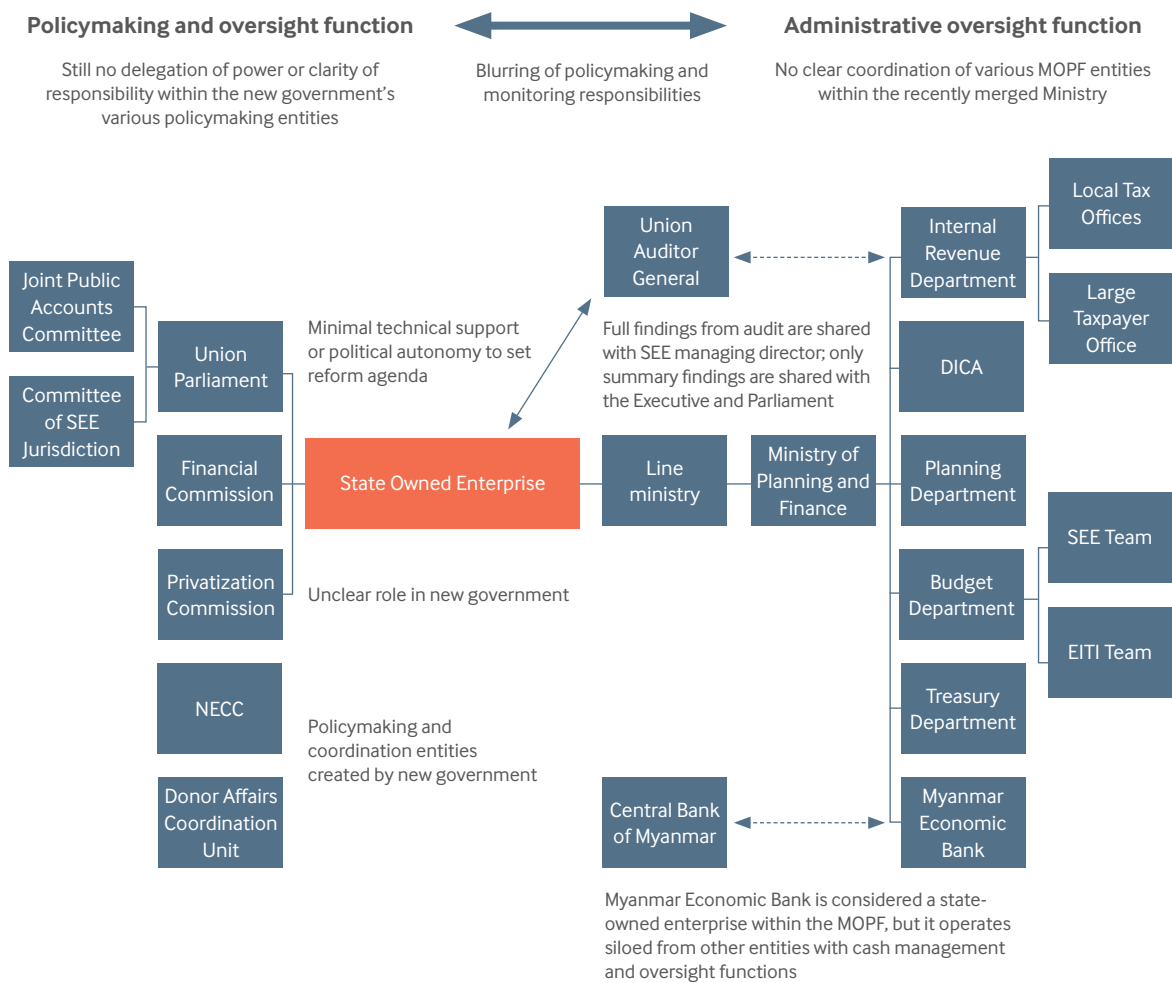 Policymaking and oversight function
Still no delegation of power or clarity of
responsibility within the new government’s
various policymaking entities
Blurring of policymaking and
monitoring responsibilities
Administrative oversight function
No clear coordination of various MOPF entities
within the recently merged Ministry
Joint Public
Accounts
Committee
Committee
of SEE
Jurisdiction
Union
Parliament
Financial
Commission
Privatization
Commission
NECC
Donor Affairs
Coordination
Unit
Minimal technical support
or political autonomy to set
reform agenda
State Owned Enterprise
Unclear role in new government
Policymaking and
coordination entities
created by new government
Union
Auditor
General
Full findings from audit are shared
with SEE managing director; only
summary findings are shared with
the Executive and Parliament
Line
ministry
Ministry of
Planning and
Finance
Central Bank
of Myanmar
Internal
Revenue
Department
DICA
Planning
Department
Budget
Department
Treasury
Department
Myanmar
Economic
Bank
Local Tax
Offices
Large
Taxpayer
Office
SEE Team
EITI Team
Myanmar Economic Bank is considered a state-
owned enterprise within the MOPF, but it operates
siloed from other entities with cash management
and oversight functions